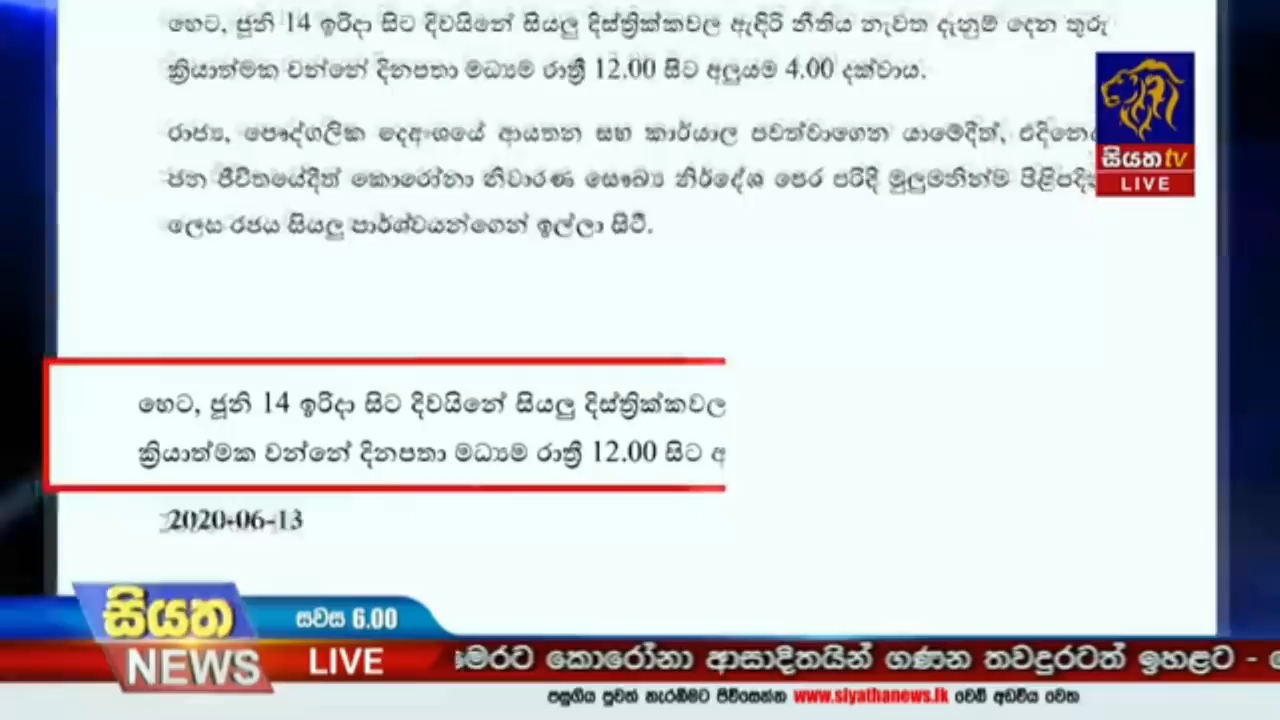 හෙට, ජූනි 14 ඉරිදා සිට දිවයිනේ සියලු දිස්ත්‍රික්කවල ඇඳිරි නීතිය නැවත දැනුම් දෙන තුරු
ක්‍රියාත්මක වන්නේ දිනපතා මධ්‍යම රාත්‍රී 12.00 සිට අලුයම 4.00 දක්වාය.
රාජ්‍ය, පෞද්ගලික දෙඅංශයේ ආයතන සහ කාර්යාල පවත්වාගෙන යාමේදීත්,
ජන ජීවිතයේදීත් කොරෝනා නිවාරණ සෞඛ්‍ය නිර්දේශ පෙර පරිදි මුලුමනින්ම
ලෙස රජය සියලු පාර්ශ්වයන්ගෙන් ඉල්ලා සිටී.
සියත tv
LIVE
හෙට, ජූනි 14 ඉරිදා සිට දිවයිනේ සියලු දිස්ත්‍රික්කවල
ක්‍රියාත්මක වන්නේ දිනපතා මධ්‍යම රාත්‍රී 12.00 සිට අ
2020-06-13
සියත
NEWS
සවස 6.00
LIVE
මෙරට කොරෝනා ආසාදිතයින් ගණන තවදුරටත් ඉහළට -
පසුගිය පුවත් නැරඹීමට පිවිසෙන්න www.siyathanews.lk වෙබ් අඩවිය වෙත